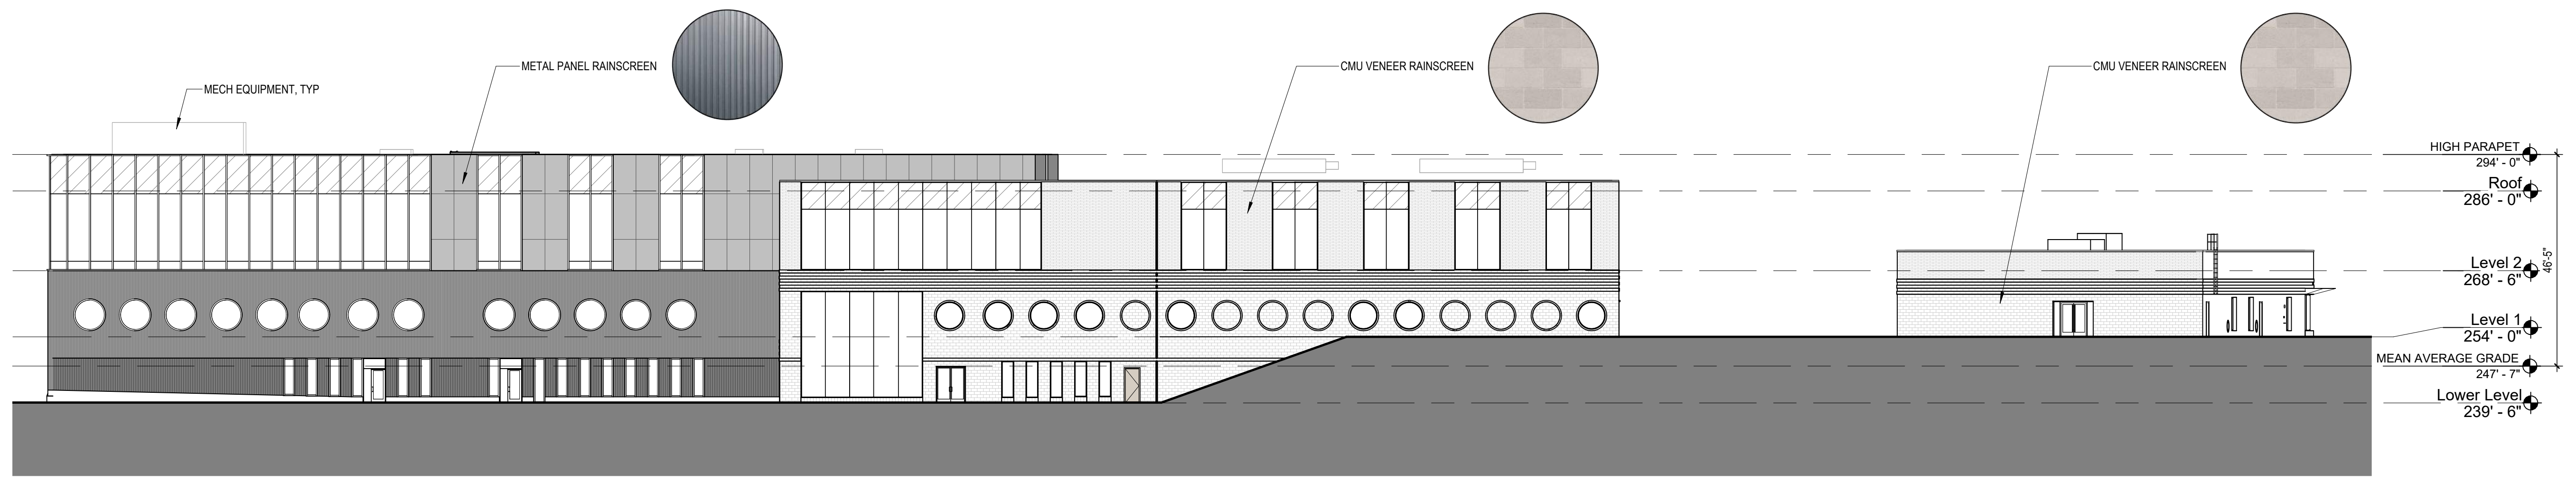 METAL PANEL RAINSCREEN
CMU VENEER RAINSCREEN
CMU VENEER RAINSCREEN
MECH EQUIPMENT, TYP
HIGH PARAPET
294' - 0"
Roof
286' - 0"
Level 2
268' - 6"
46'-5"
Level 1
254' - 0"
MEAN AVERAGE GRADE
247' - 7"
Lower Level
239' - 6"